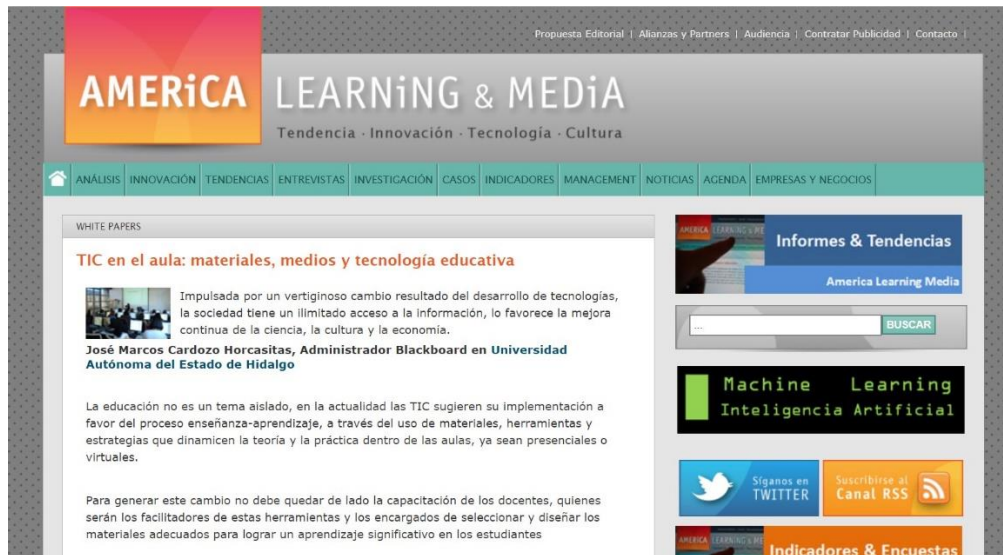 Propuesta Editorial | Alianzas y Partners | Audiencia | Contratar Publicidad | Contacto |
AMERiCA LEARNiNG & MEDiA
Tendencia · Innovación · Tecnología · Cultura
ANÁLISIS INNOVACIÓN TENDENCIAS ENTREVISTAS INVESTIGACIÓN CASOS INDICADORES MANAGEMENT NOTICIAS AGENDA EMPRESAS Y NEGOCIOS
WHITE PAPERS
TIC en el aula: materiales, medios y tecnología educativa
Impulsada por un vertiginoso cambio resultado del desarrollo de tecnologías,
la sociedad tiene un ilimitado acceso a la información, lo favorece la mejora
continua de la ciencia, la cultura y la economía.
José Marcos Cardozo Horcasitas, Administrador Blackboard en Universidad
Autónoma del Estado de Hidalgo
La educación no es un tema aislado, en la actualidad las TIC sugieren su implementación a
favor del proceso enseñanza-aprendizaje, a través del uso de materiales, herramientas y
estrategias que dinamicen la teoría y la práctica dentro de las aulas, ya sean presenciales o
virtuales.
Para generar este cambio no debe quedar de lado la capacitación de los docentes, quienes
serán los facilitadores de estas herramientas y los encargados de seleccionar y diseñar los
materiales adecuados para lograr un aprendizaje significativo en los estudiantes
Informes & Tendencias
America Learning Media
...
BUSCAR
Machine Learning
Inteligencia Artificial
Síganos en
TWITTER
Suscribirse al
Canal RSS
Indicadores & Encuestas